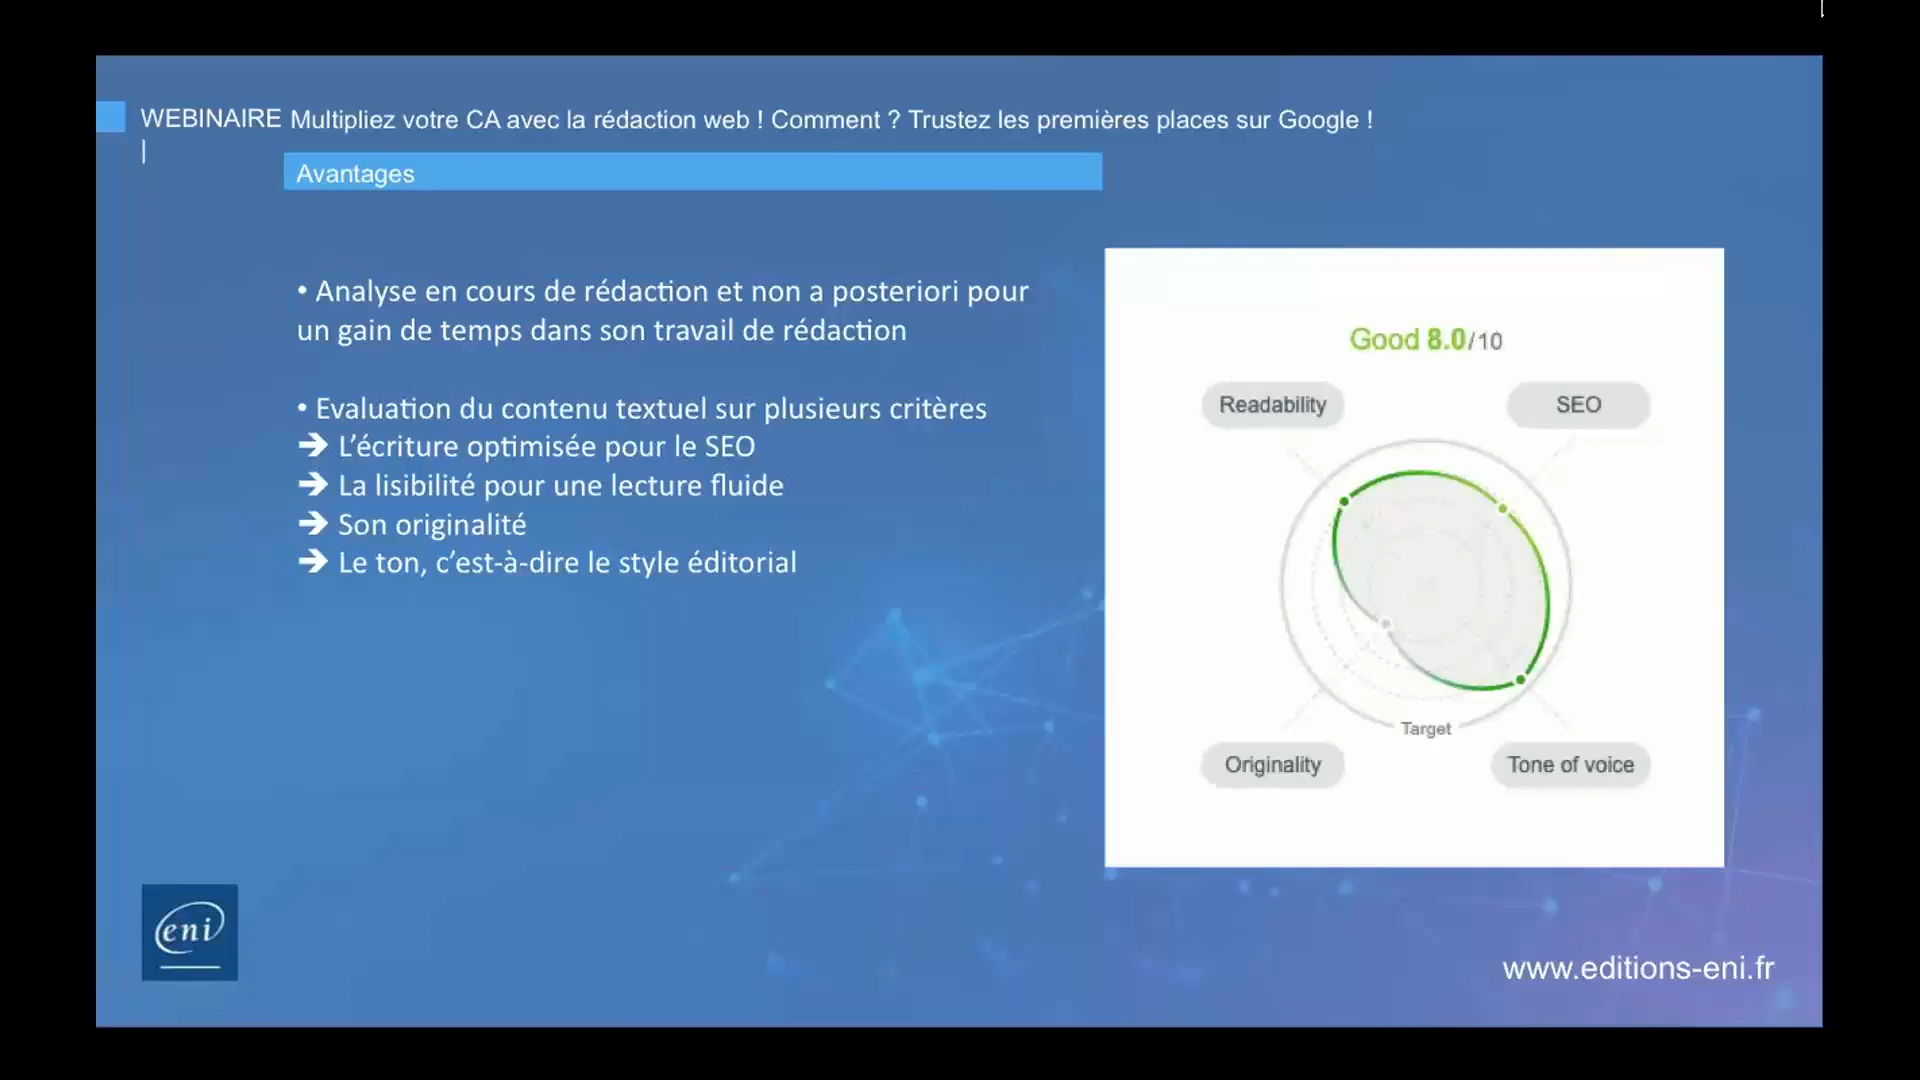 WEBINAIRE Multipliez votre CA avec la rédaction web ! Comment ? Trustez les premières places sur Google !
Avantages
• Analyse en cours de rédaction et non a posteriori pour
un gain de temps dans son travail de rédaction
• Evaluation du contenu textuel sur plusieurs critères
➔ L’écriture optimisée pour le SEO
➔ La lisibilité pour une lecture fluide
➔ Son originalité
➔ Le ton, c’est-à-dire le style éditorial
Good 8.0/10
Readability
SEO
Target
Originality
Tone of voice
eni
www.editions-eni.fr